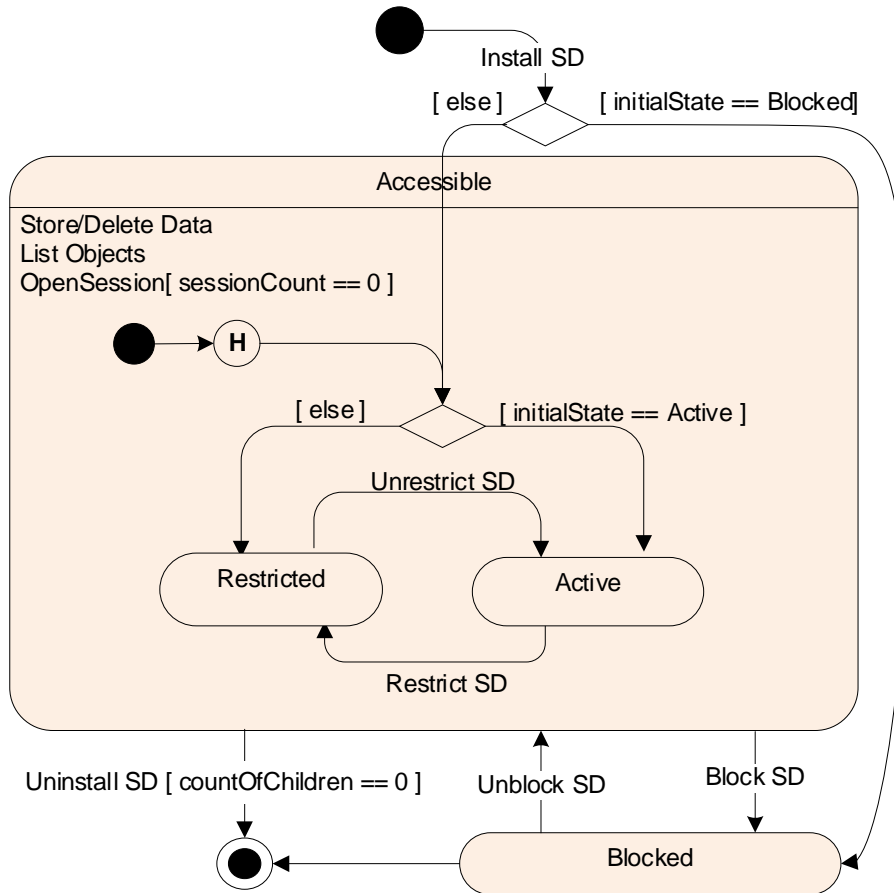 Install SD
[ else ]
[ initialState == Blocked]
Accessible
Store/Delete Data
List Objects
OpenSession[ sessionCount == 0 ]
H
[ else ]
[ initialState == Active ]
Unrestrict SD
Restricted
Active
Restrict SD
Uninstall SD [ countOfChildren == 0 ]
Unblock SD
Block SD
Blocked